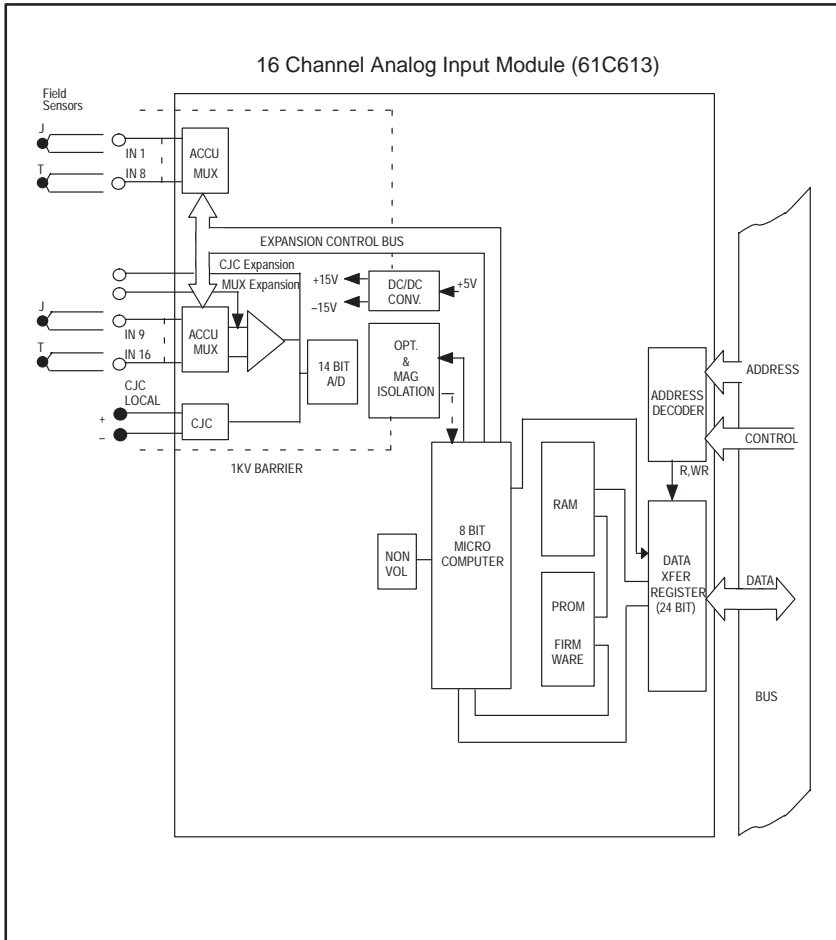 16 Channel Analog Input Module (61C613)
Field
Sensors
J
IN 1
T
IN 8
ACCU
MUX
EXPANSION CONTROL BUS
CJC Expansion
MUX Expansion
+15V
–15V
DC/DC
CONV.
+5V
J
IN 9
T
IN 16
ACCU
MUX
14 BIT
A/D
OPT.
&
MAG
ISOLATION
CJC
LOCAL
+
–
CJC
1KV BARRIER
ADDRESS
DECODER
ADDRESS
CONTROL
R,WR
NON
VOL
8 BIT
MICRO
COMPUTER
RAM
PROM
FIRM
WARE
DATA
XFER
REGISTER
(24 BIT)
DATA
BUS